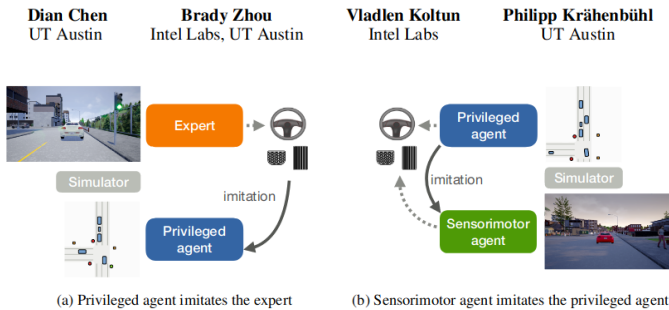 Dian Chen Brady Zhou Vladlen Koltun Philipp Krähenbühl
UT Austin Intel Labs, UT Austin Intel Labs UT Austin
Expert
Simulator
imitation
Privileged
agent
(a) Privileged agent imitates the expert
Privileged
agent
imitation
Simulator
Sensorimotor
agent
(b) Sensorimotor agent imitates the privileged agent